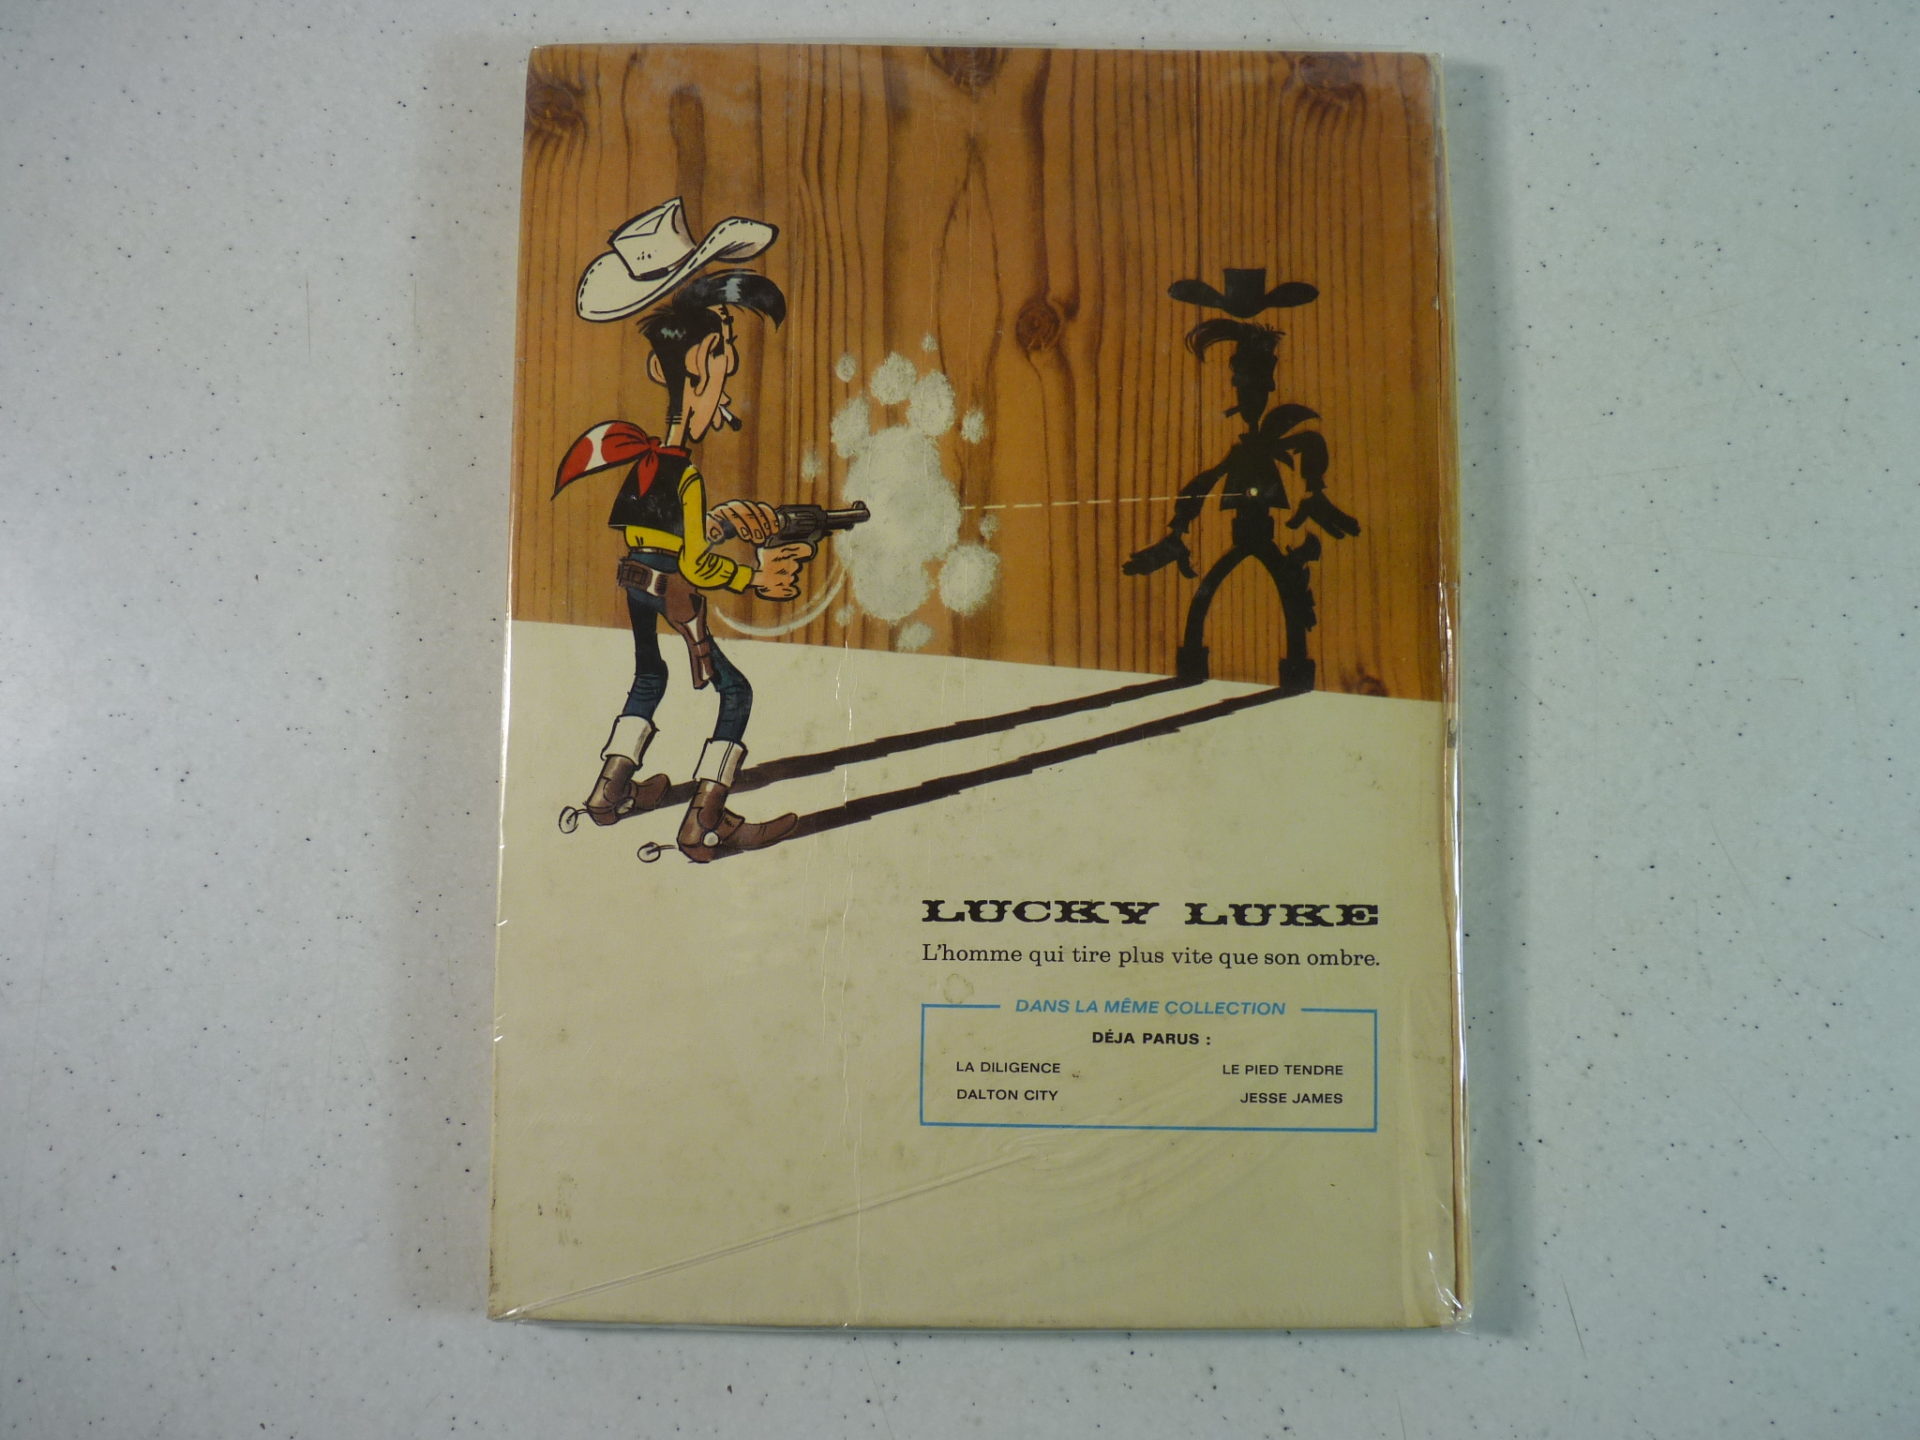 LUCKY LUKE
L'homme qui tire plus vite que son ombre.
DANS LA MÊME COLLECTION
DÉJA PARUS :
LA DILIGENCE LE PIED TENDRE
DALTON CITY JESSE JAMES